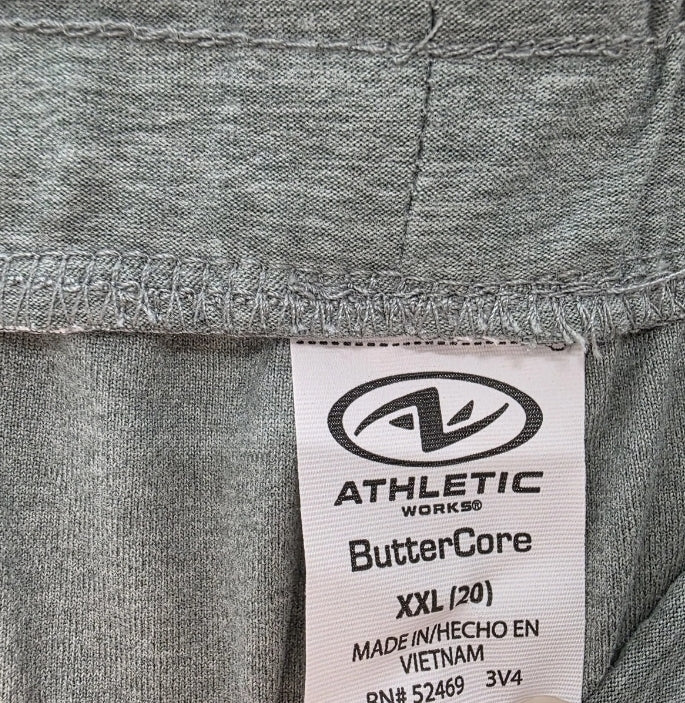 ATHLETIC
WORKS®
ButterCore
XXL (20)
MADE IN/HECHO EN
VIETNAM
RN# 52469 3V4